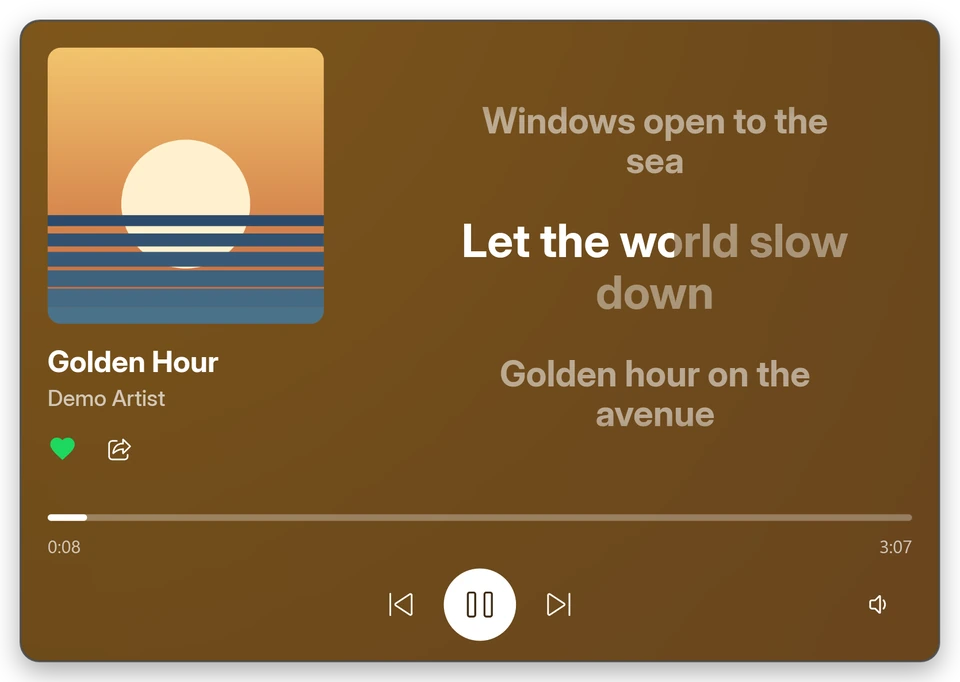 Windows open to the
sea
Let the world slow
down
Golden hour on the
avenue
Golden Hour
Demo Artist
0:08
3:07